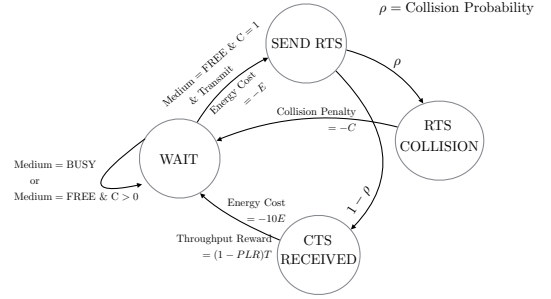 ρ = Collision Probability
SEND RTS
Medium = FREE & C = 1
& Transmit
Energy Cost
= −E
ρ
Collision Penalty
= −C
RTS
COLLISION
WAIT
Medium = BUSY
or
Medium = FREE & C > 0
1 − ρ
Energy Cost
= −10E
Throughput Reward
= (1 − PLR)T
CTS
RECEIVED